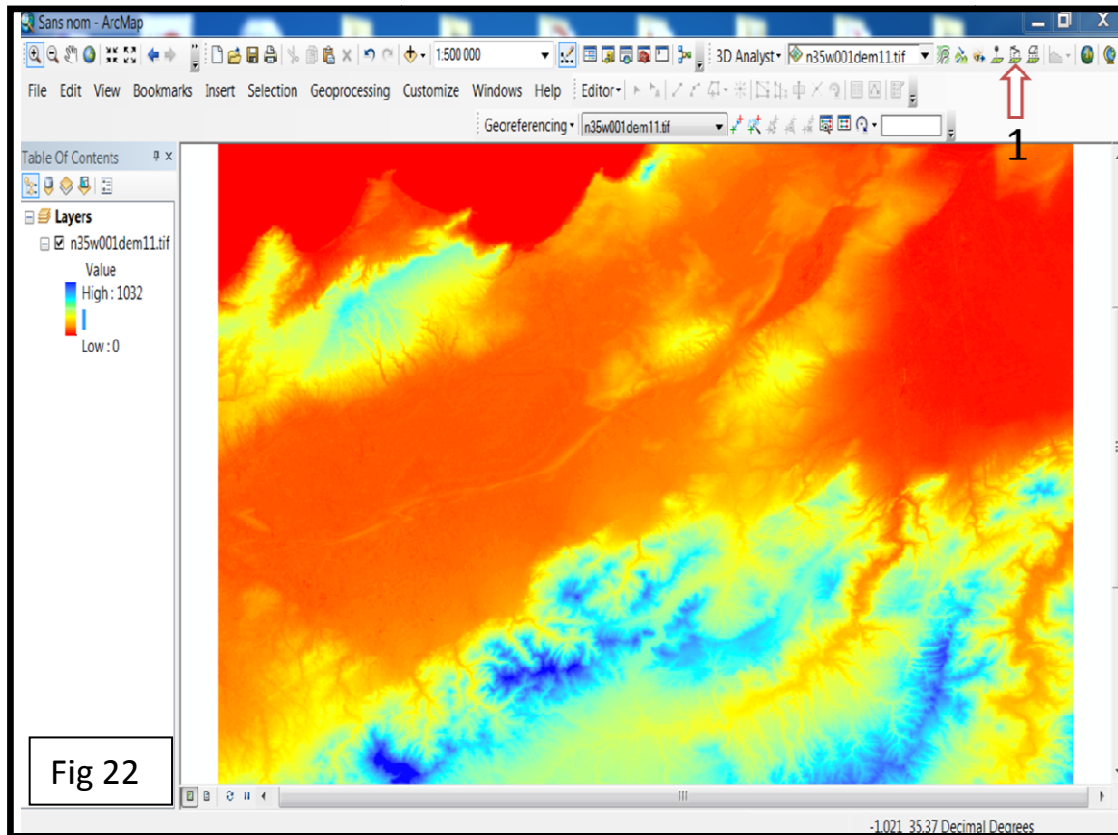 Sans nom - ArcMap
1:500 000
3D Analyst
n35w001dem11.tif
File Edit View Bookmarks Insert Selection Geoprocessing Customize Windows Help Editor
1
Georeferencing n35w001dem11.tif
Table Of Contents
Layers
n35w001dem11.tif
Value
High : 1032
Low : 0
Fig 22
-1.021 35.37 Decimal Degrees